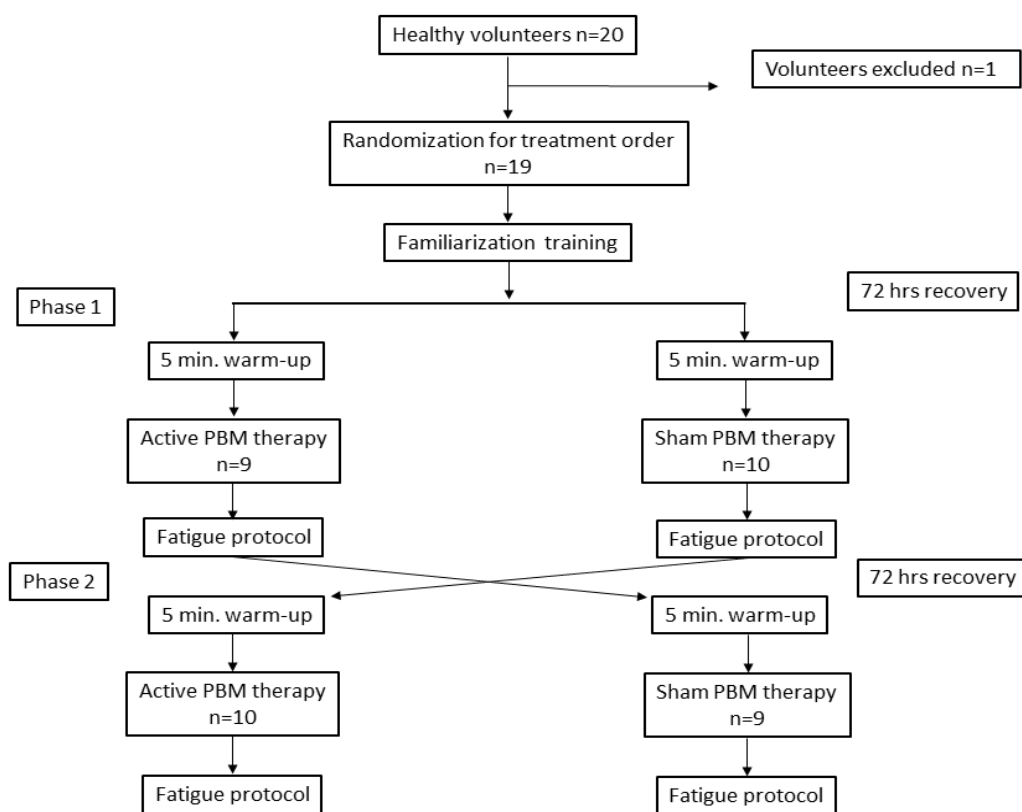 Healthy volunteers n=20
Volunteers excluded n=1
Randomization for treatment order
n=19
Familiarization training
Phase 1
72 hrs recovery
5 min. warm-up
5 min. warm-up
Active PBM therapy
n=9
Sham PBM therapy
n=10
Fatigue protocol
Fatigue protocol
Phase 2
72 hrs recovery
5 min. warm-up
5 min. warm-up
Active PBM therapy
n=10
Sham PBM therapy
n=9
Fatigue protocol
Fatigue protocol